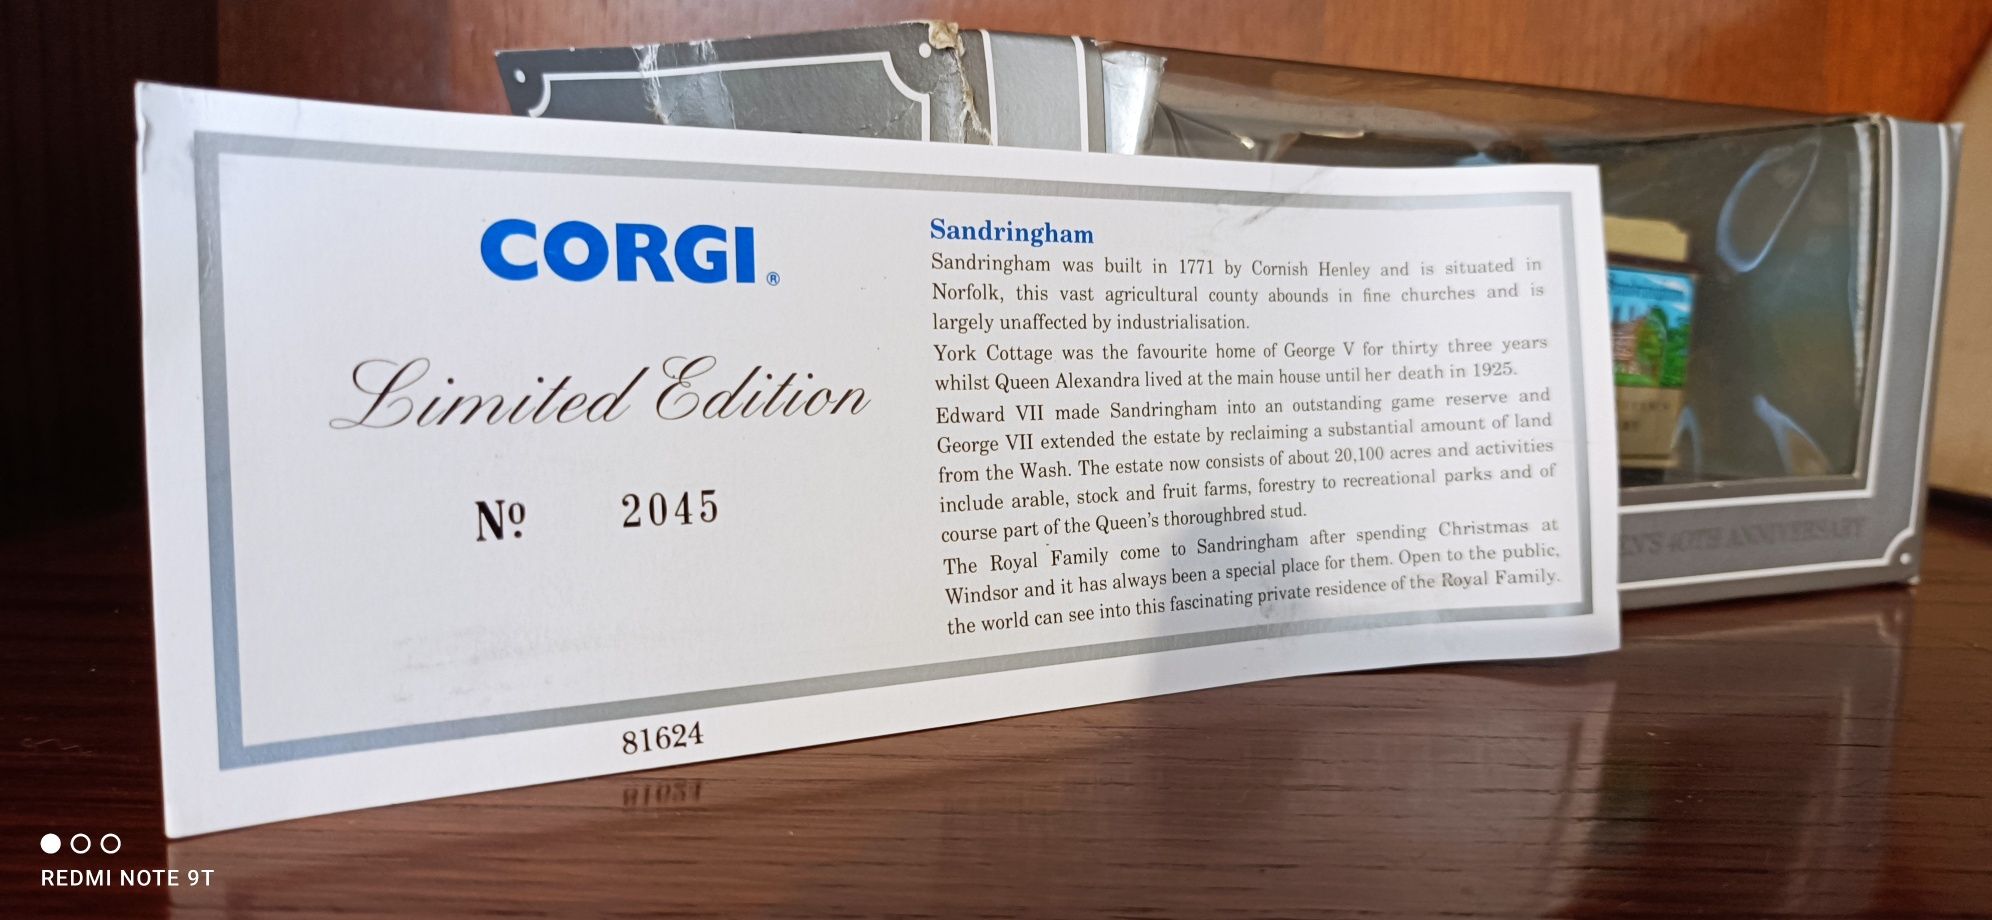 CORGI®
Limited Edition
Nº 2045
81624
Sandringham
Sandringham was built in 1771 by Cornish Henley and is situated in
Norfolk, this vast agricultural county abounds in fine churches and is
largely unaffected by industrialisation.
York Cottage was the favourite home of George V for thirty three years
whilst Queen Alexandra lived at the main house until her death in 1925.
Edward VII made Sandringham into an outstanding game reserve and
George VII extended the estate by reclaiming a substantial amount of land
from the Wash. The estate now consists of about 20,100 acres and activities
include arable, stock and fruit farms, forestry to recreational parks and of
course part of the Queen's thoroughbred stud.
The Royal Family come to Sandringham after spending Christmas at
Windsor and it has always been a special place for them. Open to the public,
the world can see into this fascinating private residence of the Royal Family.
40TH ANNIVERSARY
REDMI NOTE 9T